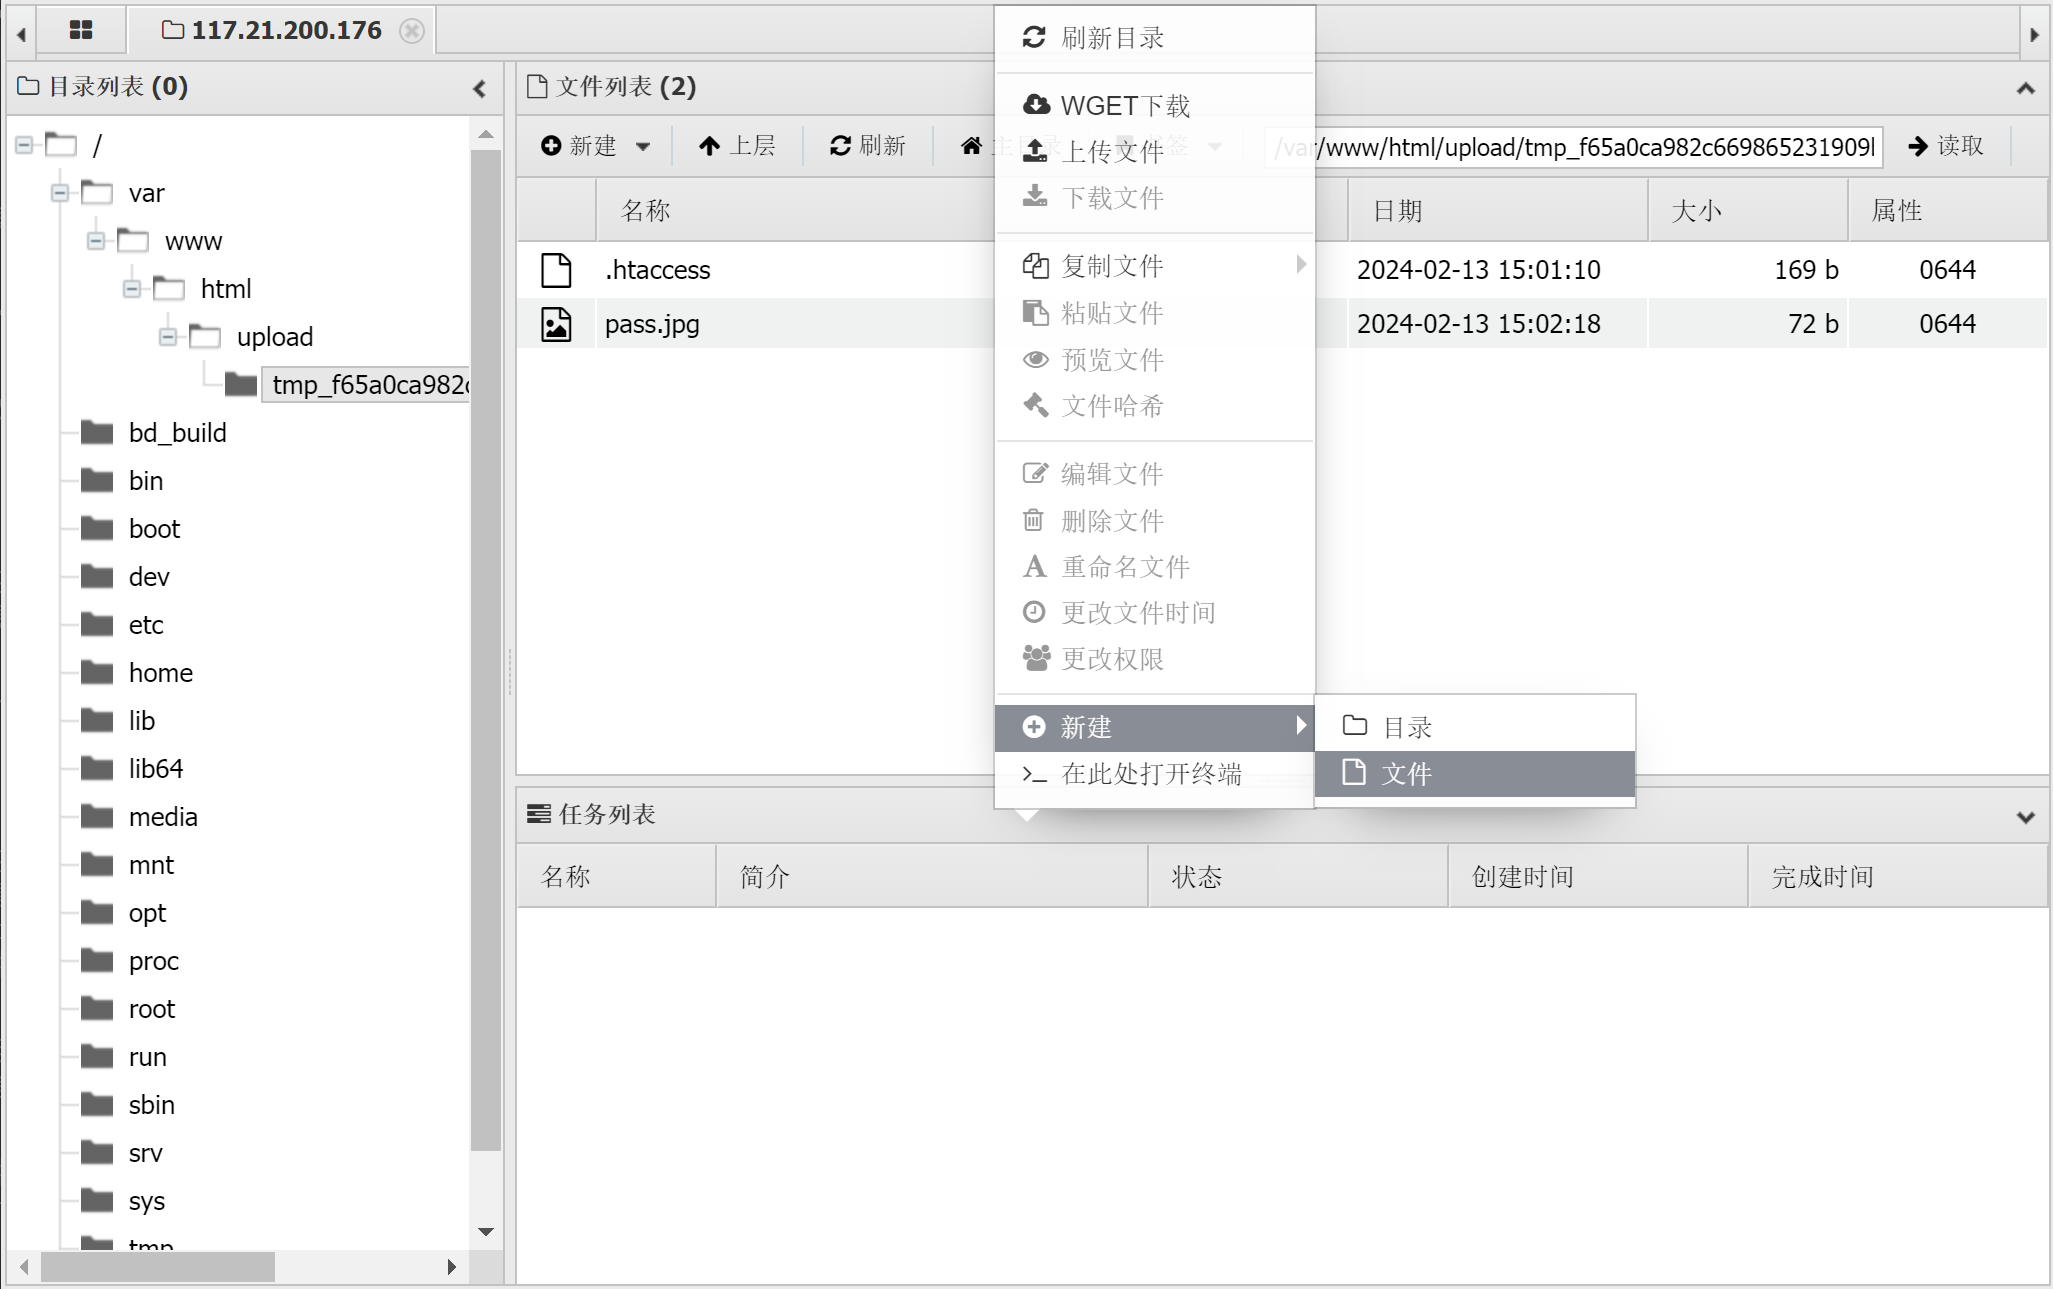 117.21.200.176
目录列表 (0)
/
var
www
html
upload
tmp_f65a0ca982
bd_build
bin
boot
dev
etc
home
lib
lib64
media
mnt
opt
proc
root
run
sbin
srv
sys
tmp
文件列表 (2)
新建
上层
刷新
/var/www/html/upload/tmp_f65a0ca982c669865231909
读取
名称
日期
大小
属性
.htaccess
2024-02-13 15:01:10
169 b
0644
pass.jpg
2024-02-13 15:02:18
72 b
0644
刷新目录
WGET下载
上传文件
下载文件
复制文件
粘贴文件
预览文件
文件哈希
编辑文件
删除文件
重命名文件
更改文件时间
更改权限
新建
在此处打开终端
目录
文件
任务列表
名称
简介
状态
创建时间
完成时间